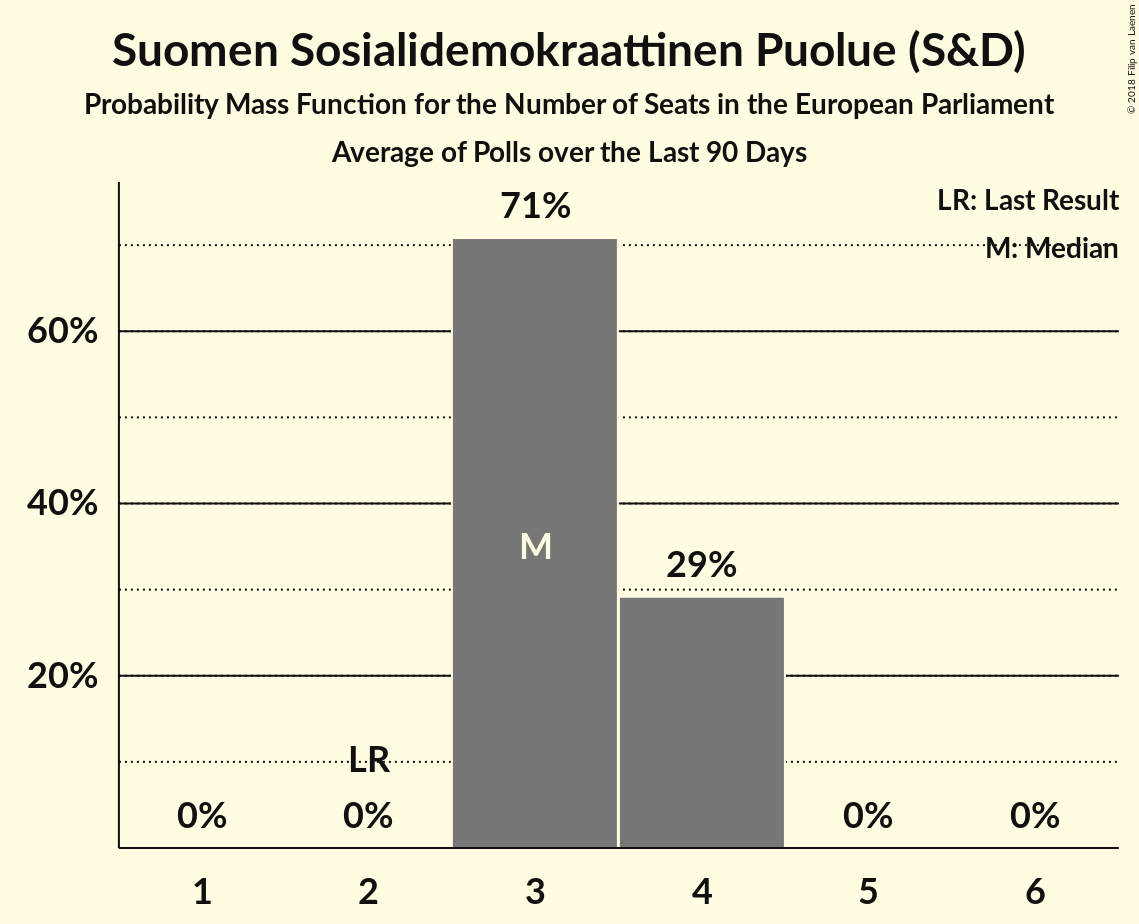 Suomen Sosialidemokraattinen Puolue (S&D)
Probability Mass Function for the Number of Seats in the European Parliament
Average of Polls over the Last 90 Days
© 2018 Filip van Laenen
LR: Last Result
M: Median
71%
60%
40%
M
29%
20%
LR
0%
0%
0%
0%
1
2
3
4
5
6